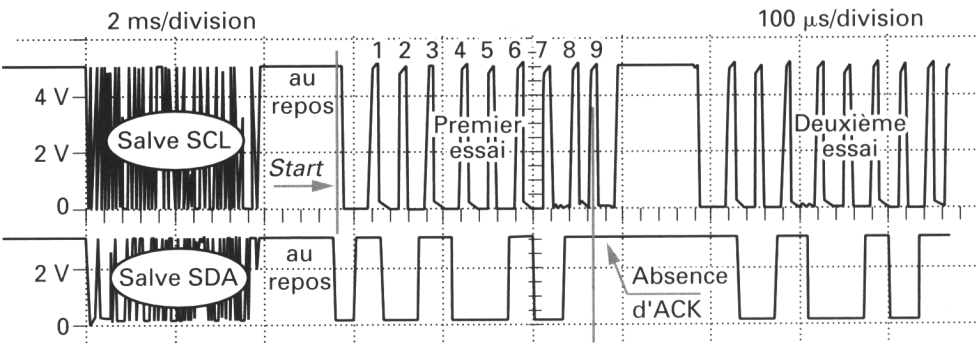 2 ms/division
100 µs/division
1 2 3 4 5 6 7 8 9
4 V
2 V
0
Salve SCL
au
repos
Start
Premier
essai
Deuxième
essai
2 V
0
Salve SDA
au
repos
Absence
d'ACK